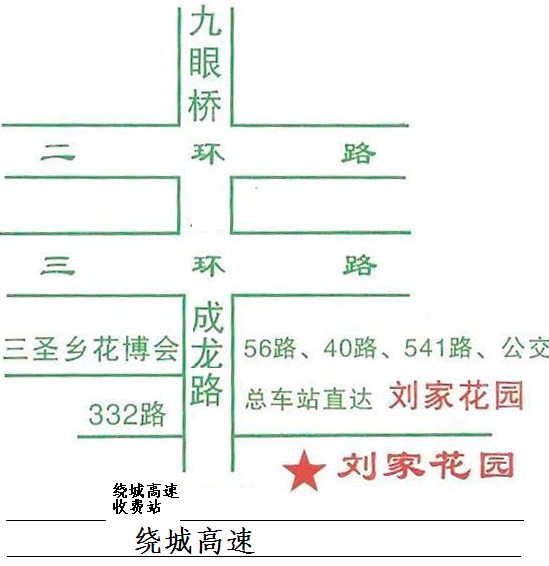 九眼桥
二环路
三环路
成龙路
三圣乡花博会
56路、40路、541路、公交
总车站直达 刘家花园
332路
刘家花园
绕城高速
收费站
绕城高速